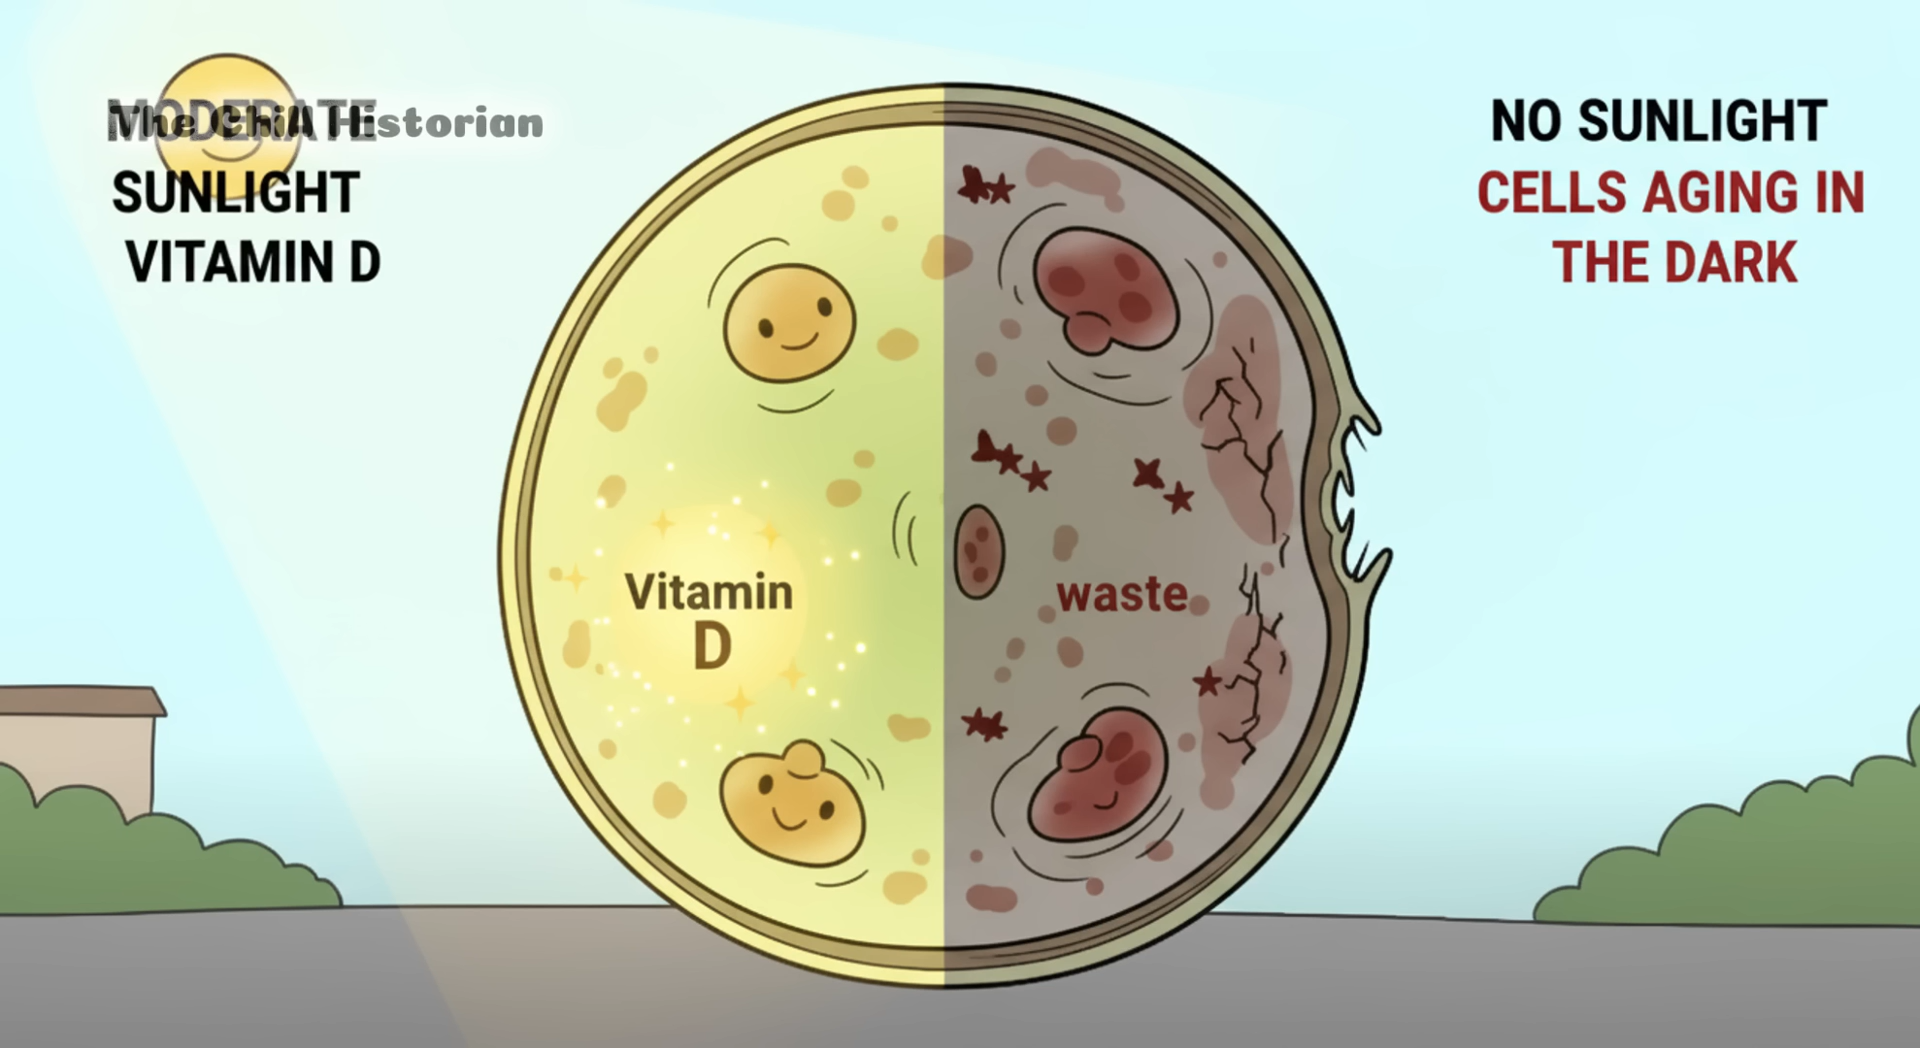 MODERATE
The Chill Historian
SUNLIGHT
VITAMIN D
NO SUNLIGHT
CELLS AGING IN
THE DARK
Vitamin
D
waste